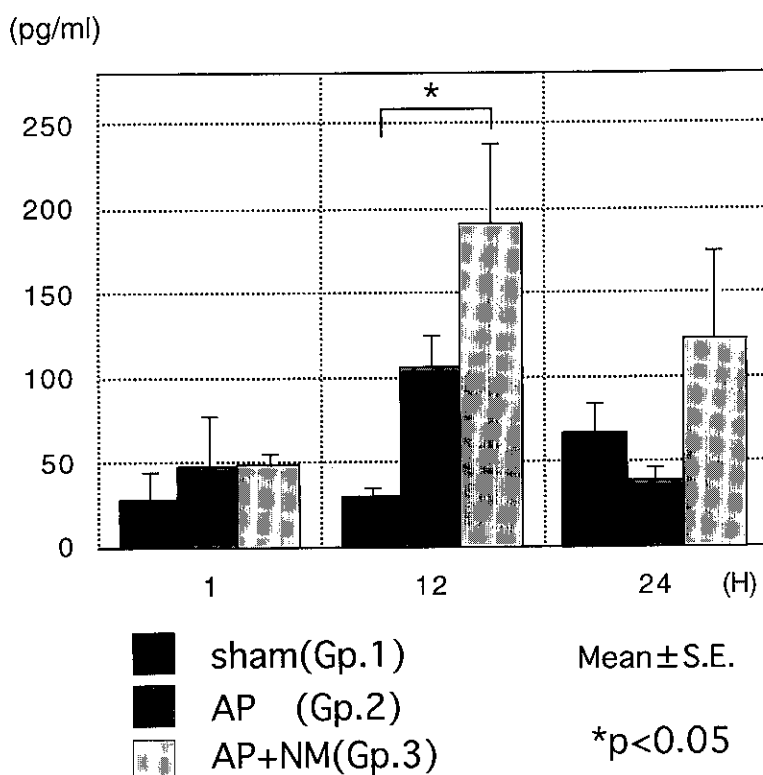 (pg/ml)
*
250
200
150
100
50
0
1 12 24 (H)
sham(Gp.1) Mean±S.E.
AP (Gp.2)
AP+NM(Gp.3) *p<0.05